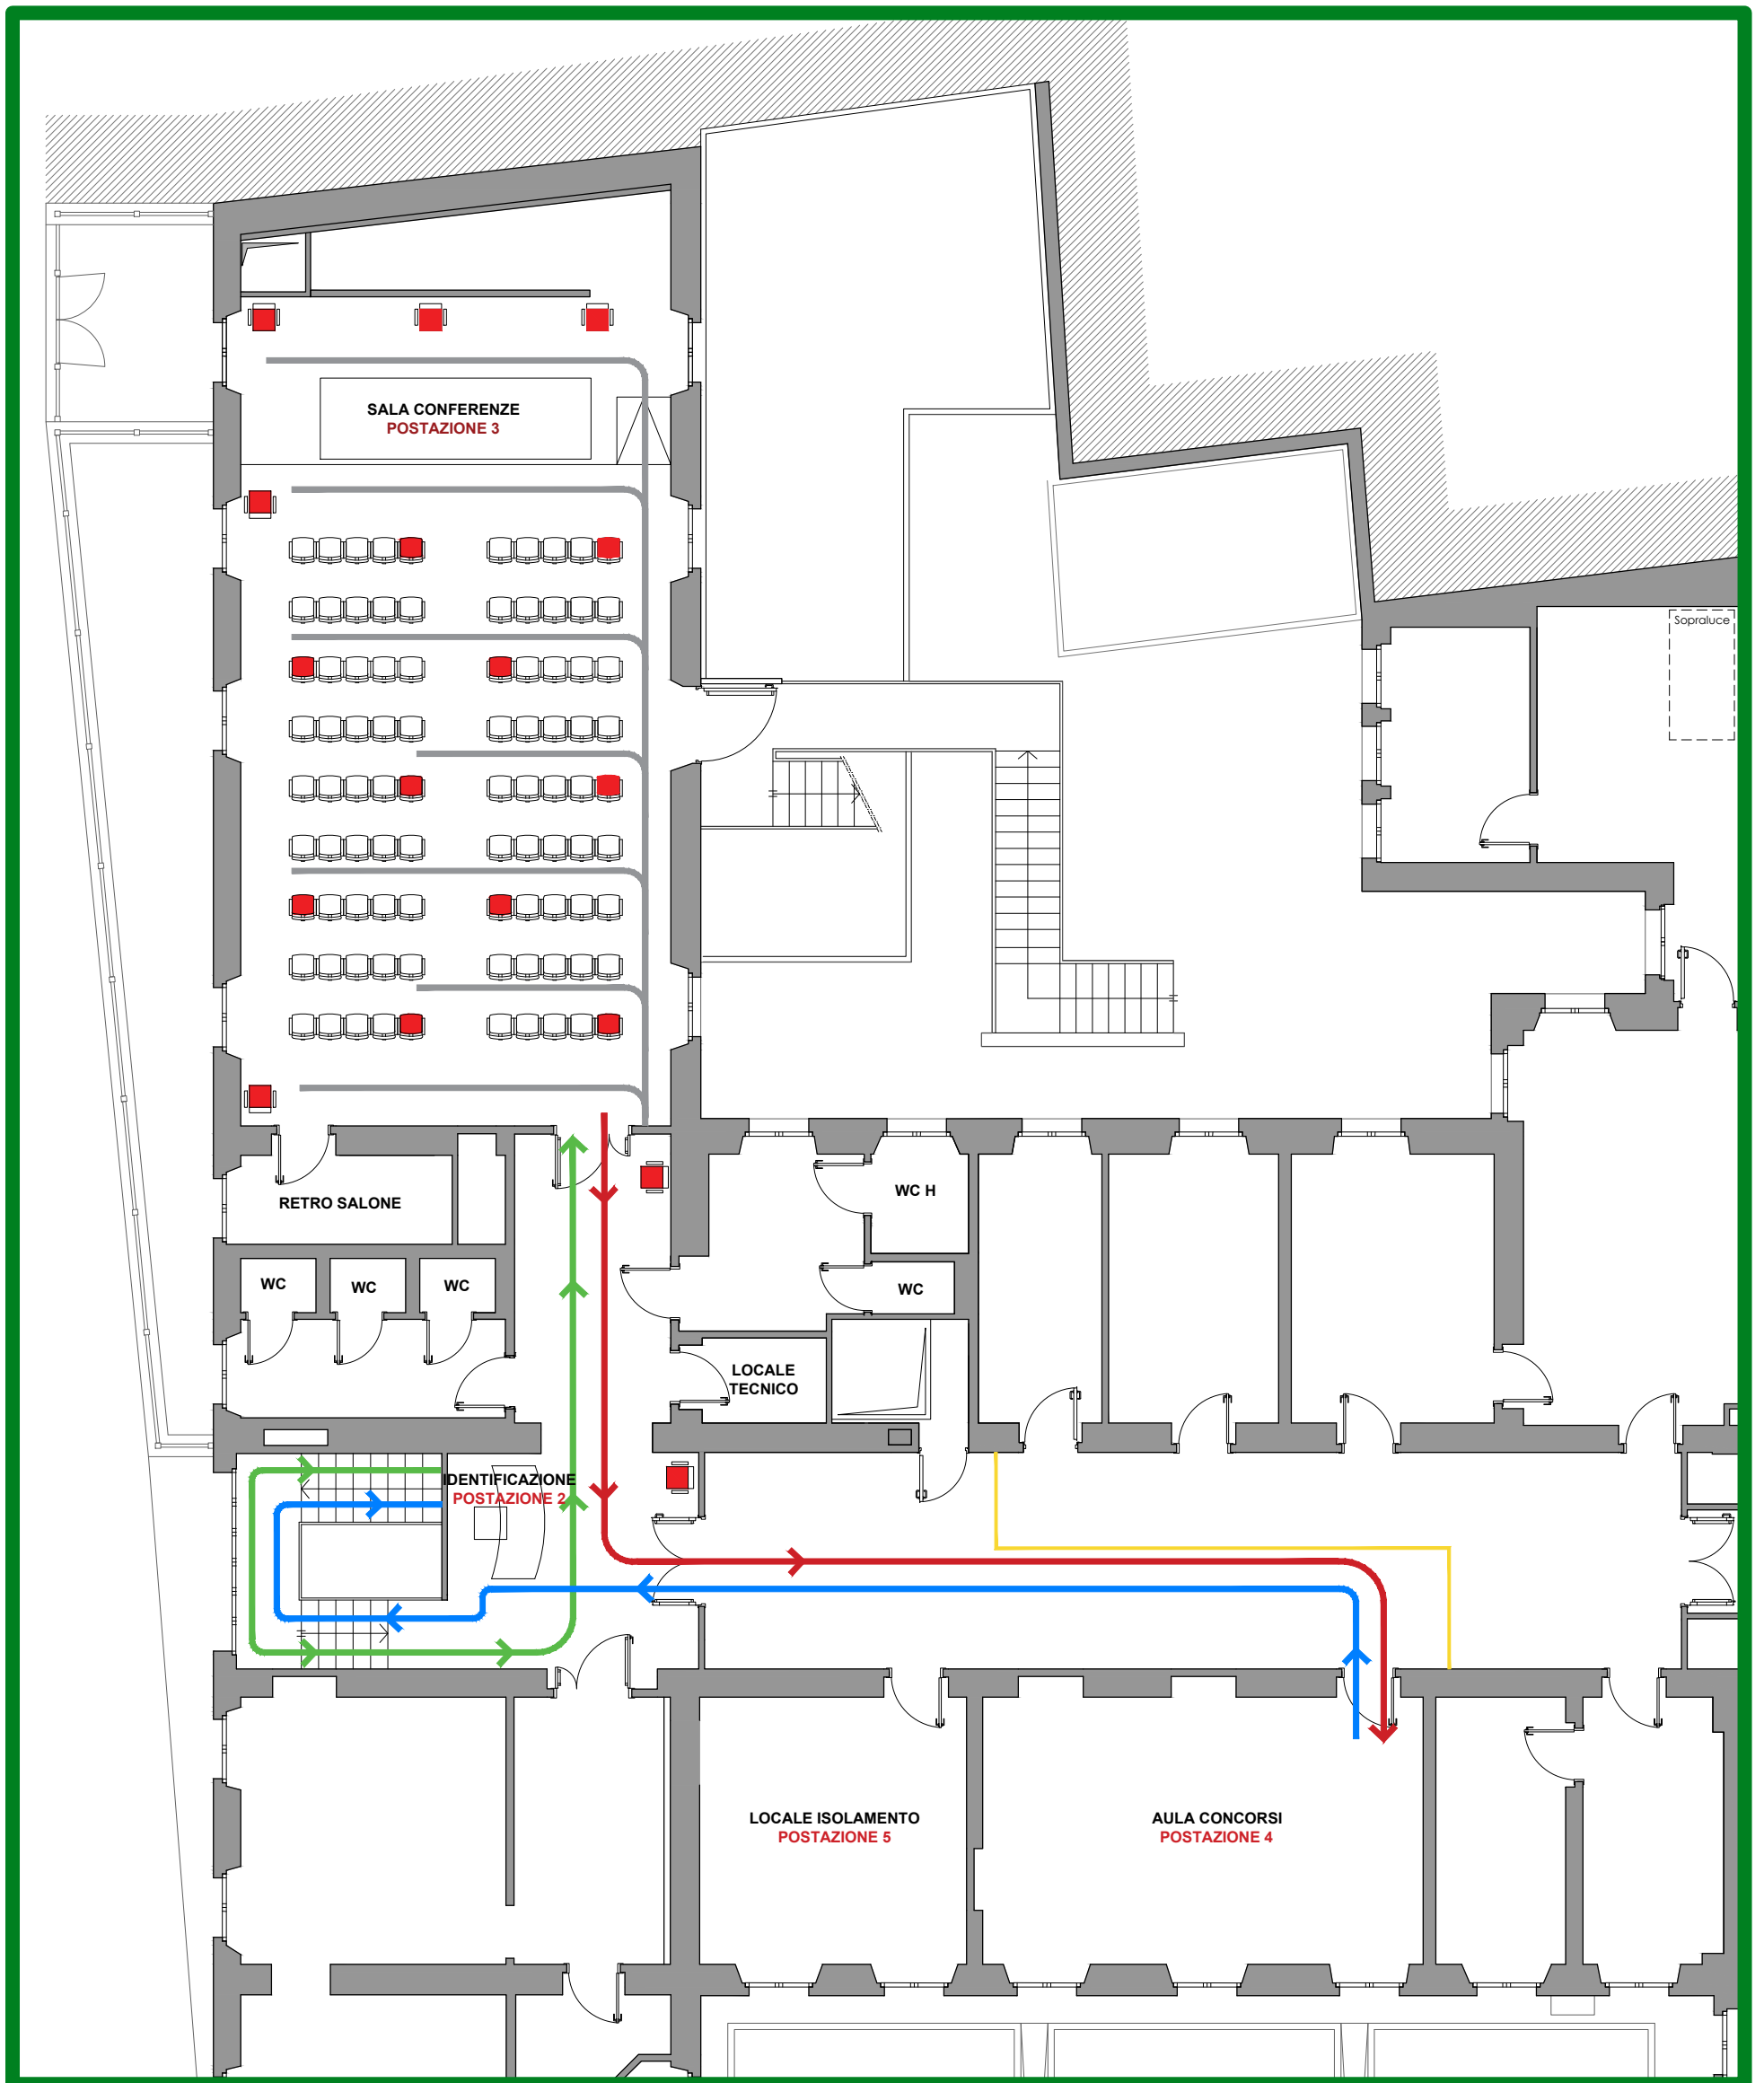 SALA CONFERENZE
POSTAZIONE 3
Sopraluce
RETRO SALONE
WC H
WC
WC
WC
WC
LOCALE
TECNICO
IDENTIFICAZIONE
POSTAZIONE 2
LOCALE ISOLAMENTO
POSTAZIONE 5
AULA CONCORSI
POSTAZIONE 4